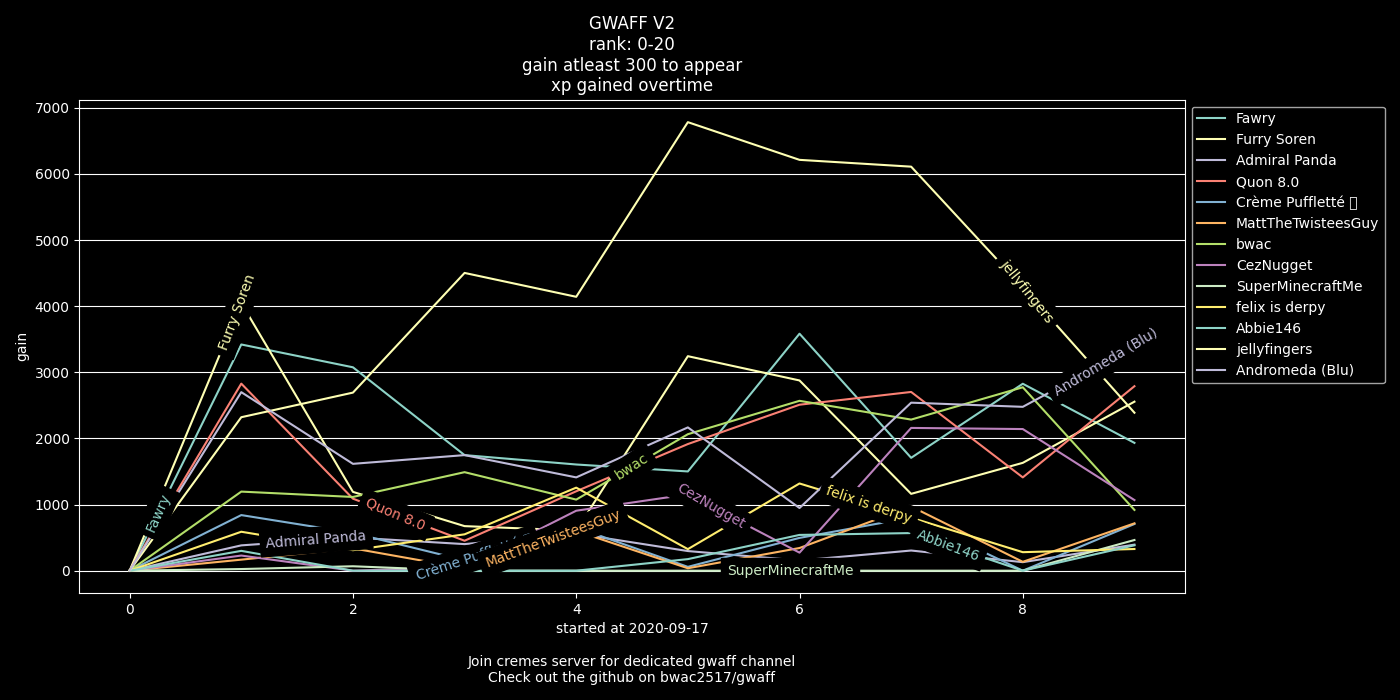 GWAFF V2
rank: 0-20
gain atleast 300 to appear
xp gained overtime
7000
6000
5000
4000
3000
2000
1000
0
gain
0
2
4
6
8
started at 2020-09-17
Join cremes server for dedicated gwaff channel
Check out the github on bwac2517/gwaff
Fawry
Furry Soren
Admiral Panda
Quon 8.0
Crème Puff
MattTheTwisteesGuy
bwac
CezNugget
SuperMinecraftMe
felix is derpy
Abbie146
jellyfingers
Andromeda (Blu)
Fawry
Furry Soren
Admiral Panda
Quon 8.0
Crème Puffletté
MattTheTwisteesGuy
bwac
CezNugget
SuperMinecraftMe
felix is derpy
Abbie146
jellyfingers
Andromeda (Blu)